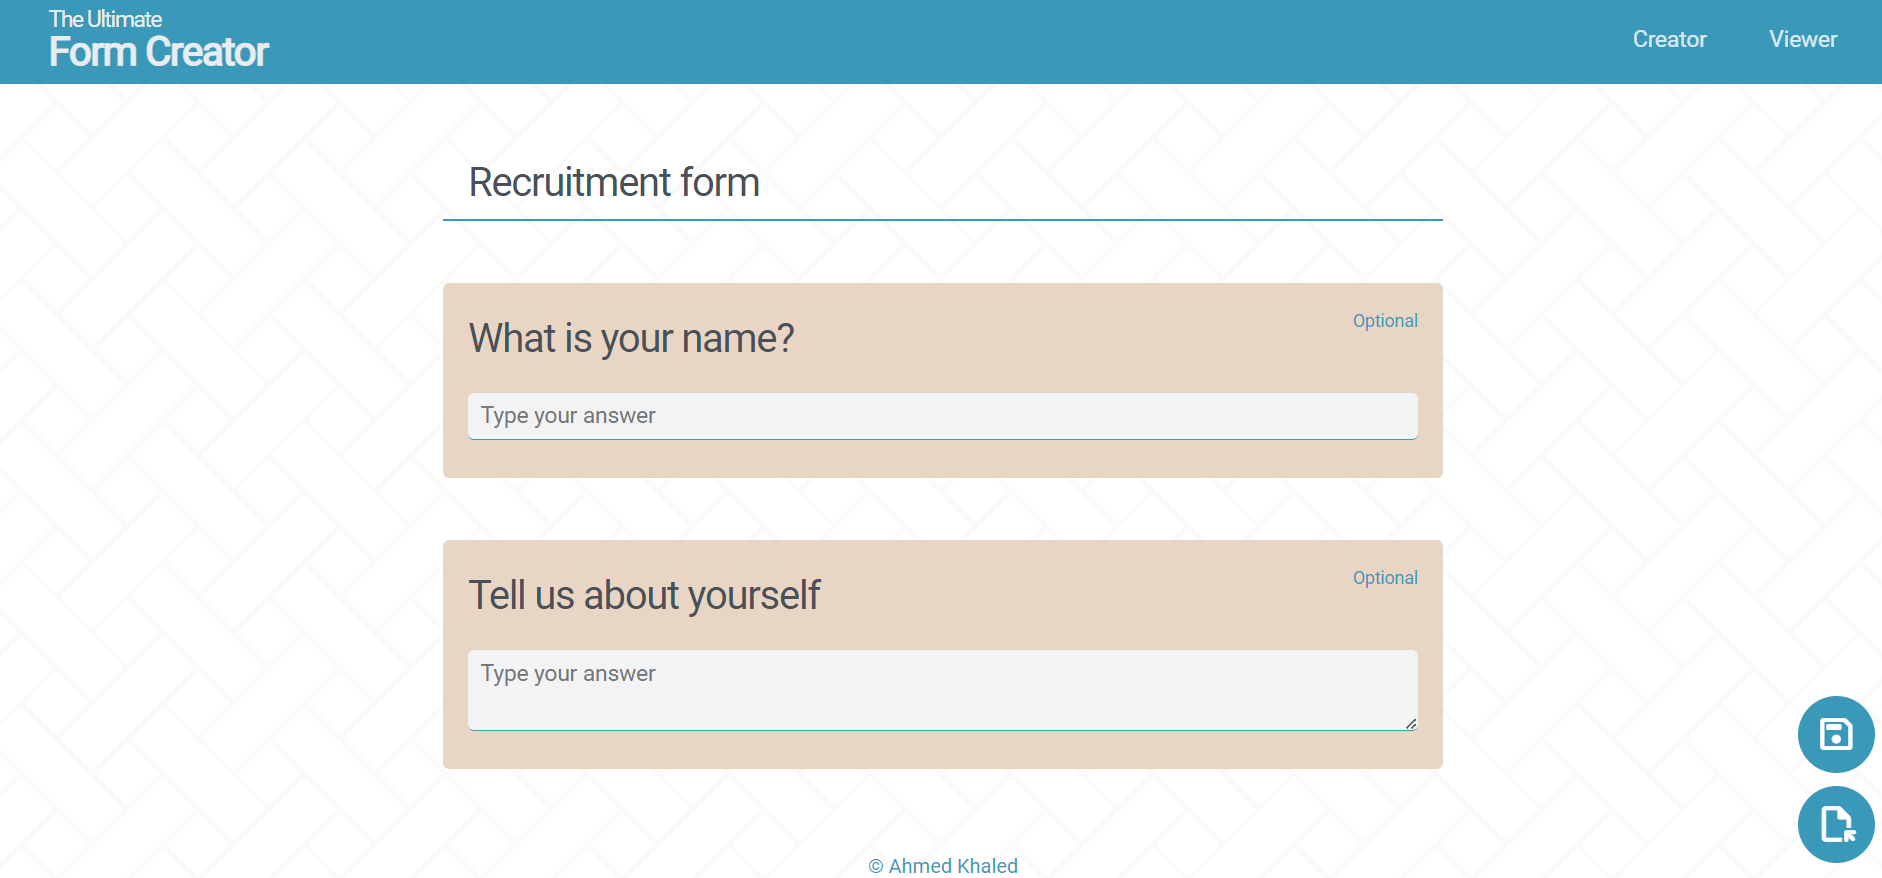 The Ultimate
Form Creator
Creator
Viewer
Recruitment form
What is your name?
Optional
Type your answer
Tell us about yourself
Optional
Type your answer
© Ahmed Khaled